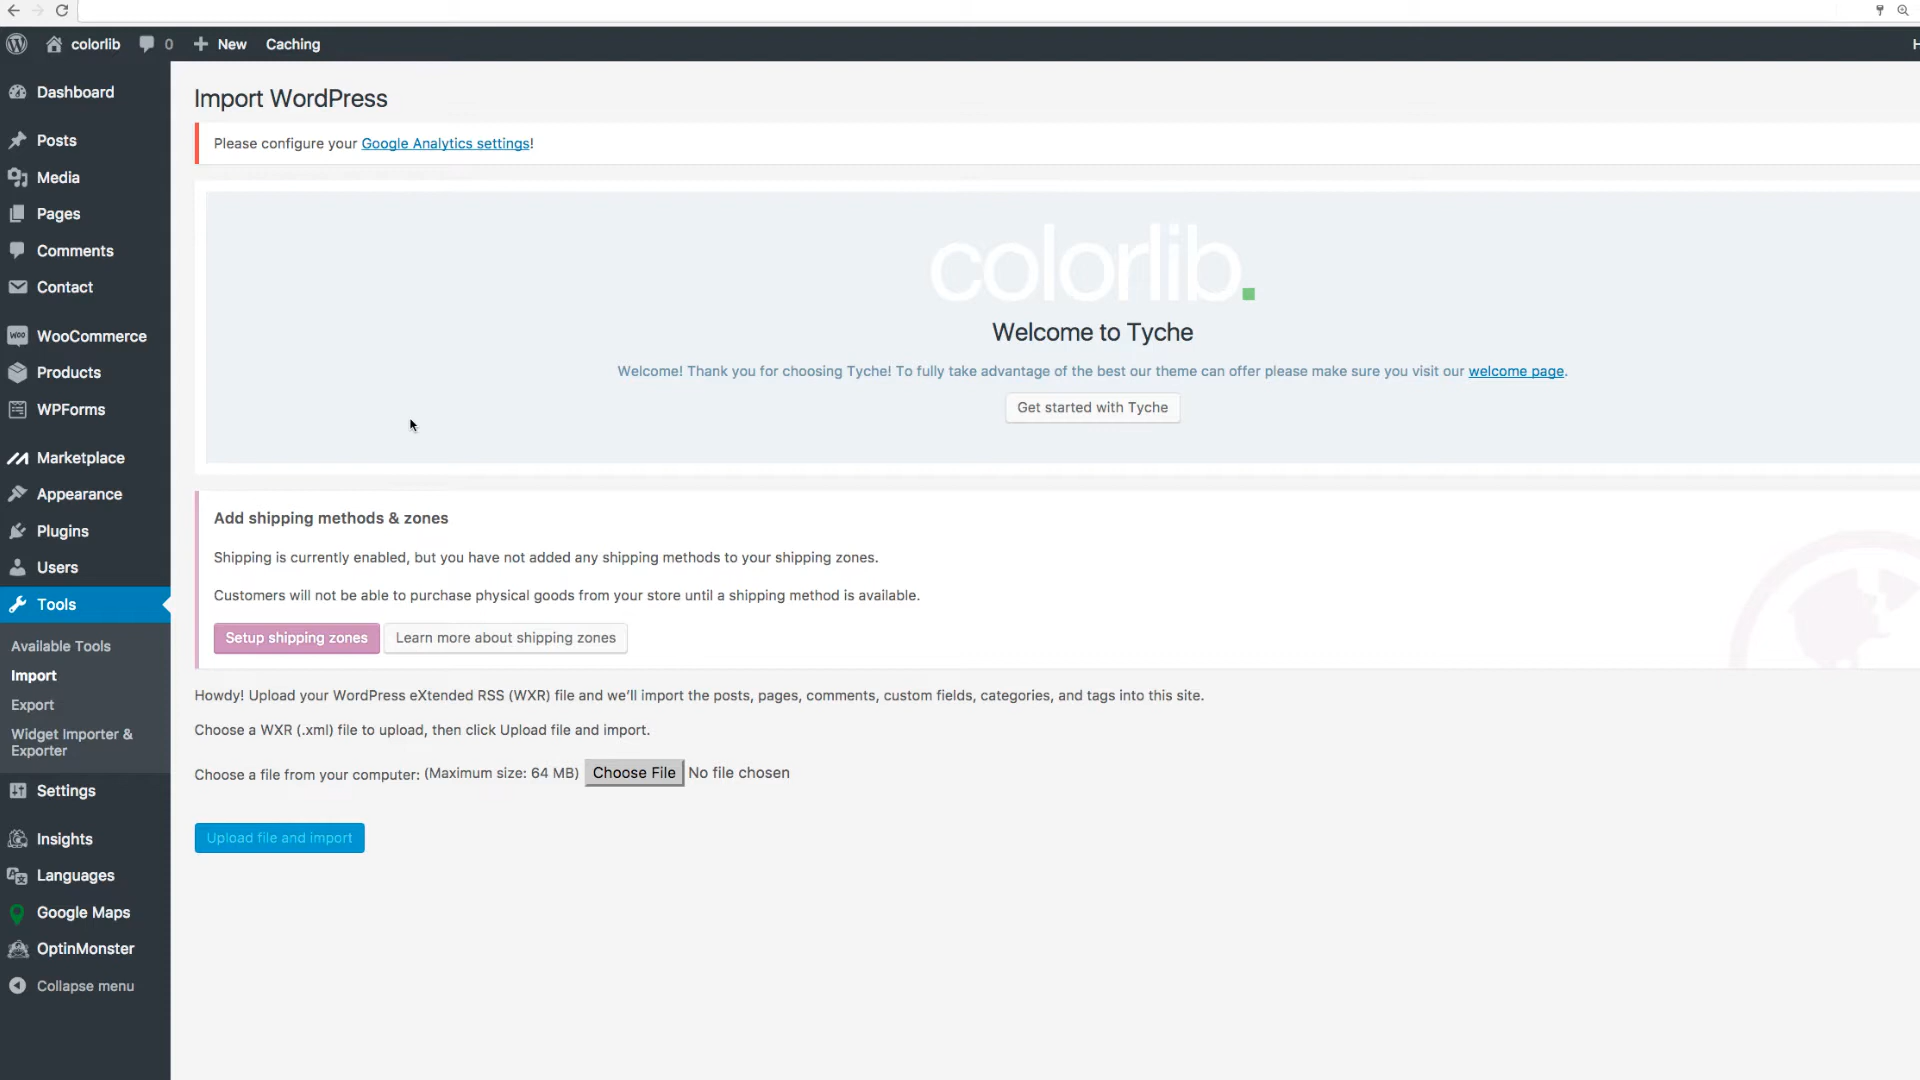 colorlib
0
New
Caching
H
Dashboard
Posts
Media
Pages
Comments
Contact
WooCommerce
Products
WPForms
Marketplace
Appearance
Plugins
Users
Tools
Available Tools
Import
Export
Widget Importer &
Exporter
Settings
Insights
Languages
Google Maps
OptinMonster
Collapse menu
Import WordPress
Please configure your Google Analytics settings!
colorlib.
Welcome to Tyche
Welcome! Thank you for choosing Tyche! To fully take advantage of the best our theme can offer please make sure you visit our welcome page.
Get started with Tyche
Add shipping methods & zones
Shipping is currently enabled, but you have not added any shipping methods to your shipping zones.
Customers will not be able to purchase physical goods from your store until a shipping method is available.
Setup shipping zones
Learn more about shipping zones
Howdy! Upload your WordPress eXtended RSS (WXR) file and we'll import the posts, pages, comments, custom fields, categories, and tags into this site.
Choose a WXR (.xml) file to upload, then click Upload file and import.
Choose a file from your computer: (Maximum size: 64 MB) Choose File No file chosen
Upload file and import